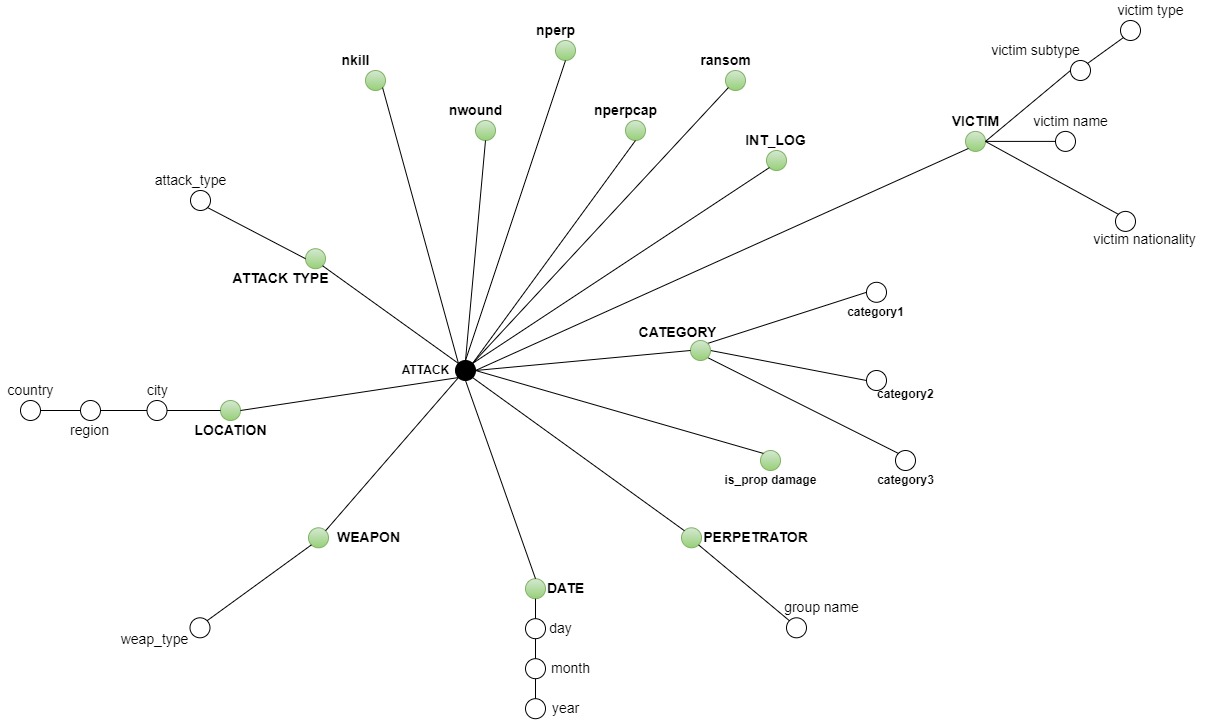 victim type
nperp
victim subtype
nkill
ransom
nwound
nperpcap
VICTIM
victim name
INT_LOG
attack_type
victim nationality
ATTACK TYPE
category1
CATEGORY
ATTACK
country
city
category2
region
LOCATION
is_prop damage
category3
WEAPON
PERPETRATOR
DATE
group name
day
weap_type
month
year